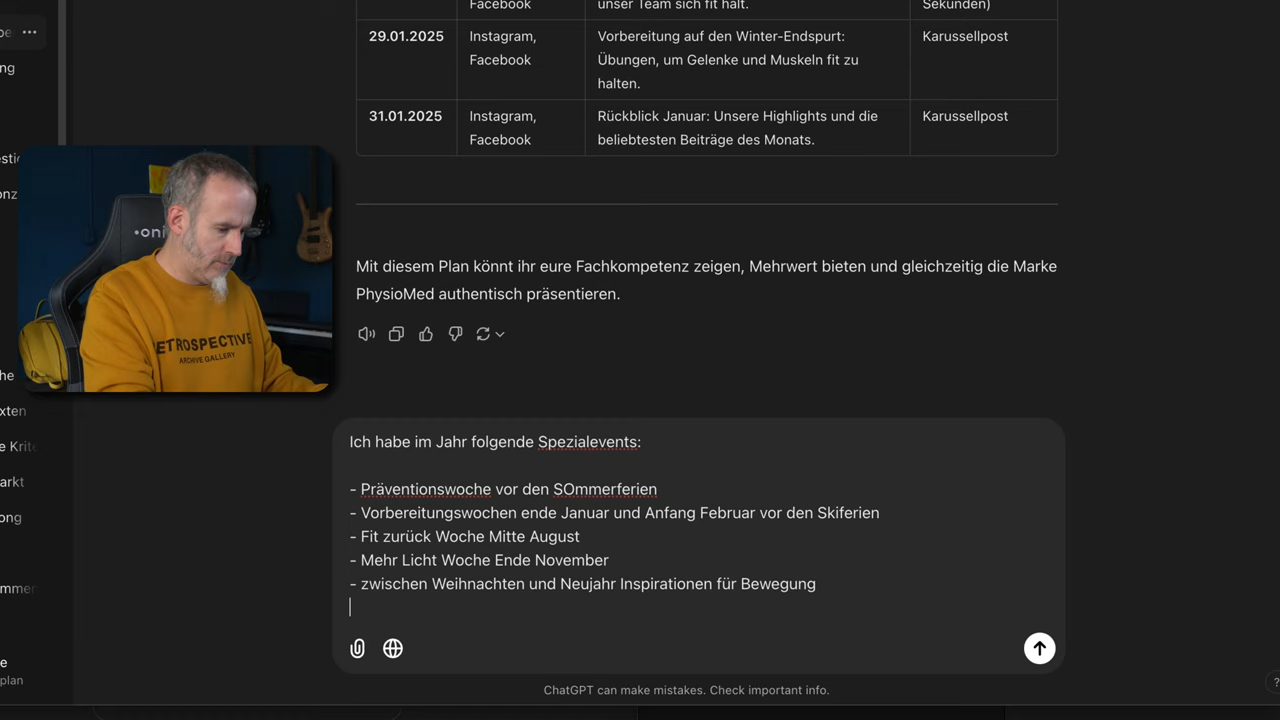 Facebook
unser Team sich fit hält.
Sekunden)
29.01.2025
Instagram,
Facebook
Vorbereitung auf den Winter-Endspurt:
Übungen, um Gelenke und Muskeln fit zu
halten.
Karussellpost
31.01.2025
Instagram,
Facebook
Rückblick Januar: Unsere Highlights und die
beliebtesten Beiträge des Monats.
Karussellpost
Mit diesem Plan könnt ihr eure Fachkompetenz zeigen, Mehrwert bieten und gleichzeitig die Marke
PhysioMed authentisch präsentieren.
Ich habe im Jahr folgende Spezialevents:
- Präventionswoche vor den SOmmerferien
- Vorbereitungswochen ende Januar und Anfang Februar vor den Skiferien
- Fit zurück Woche Mitte August
- Mehr Licht Woche Ende November
- zwischen Weihnachten und Neujahr Inspirationen für Bewegung
ChatGPT can make mistakes. Check important info.
ETROSPECTIVE
ARCHIVE GALLERY
be
ng
onz
he
xten
e Krit
arkt
ong
mmer
e
plan
?